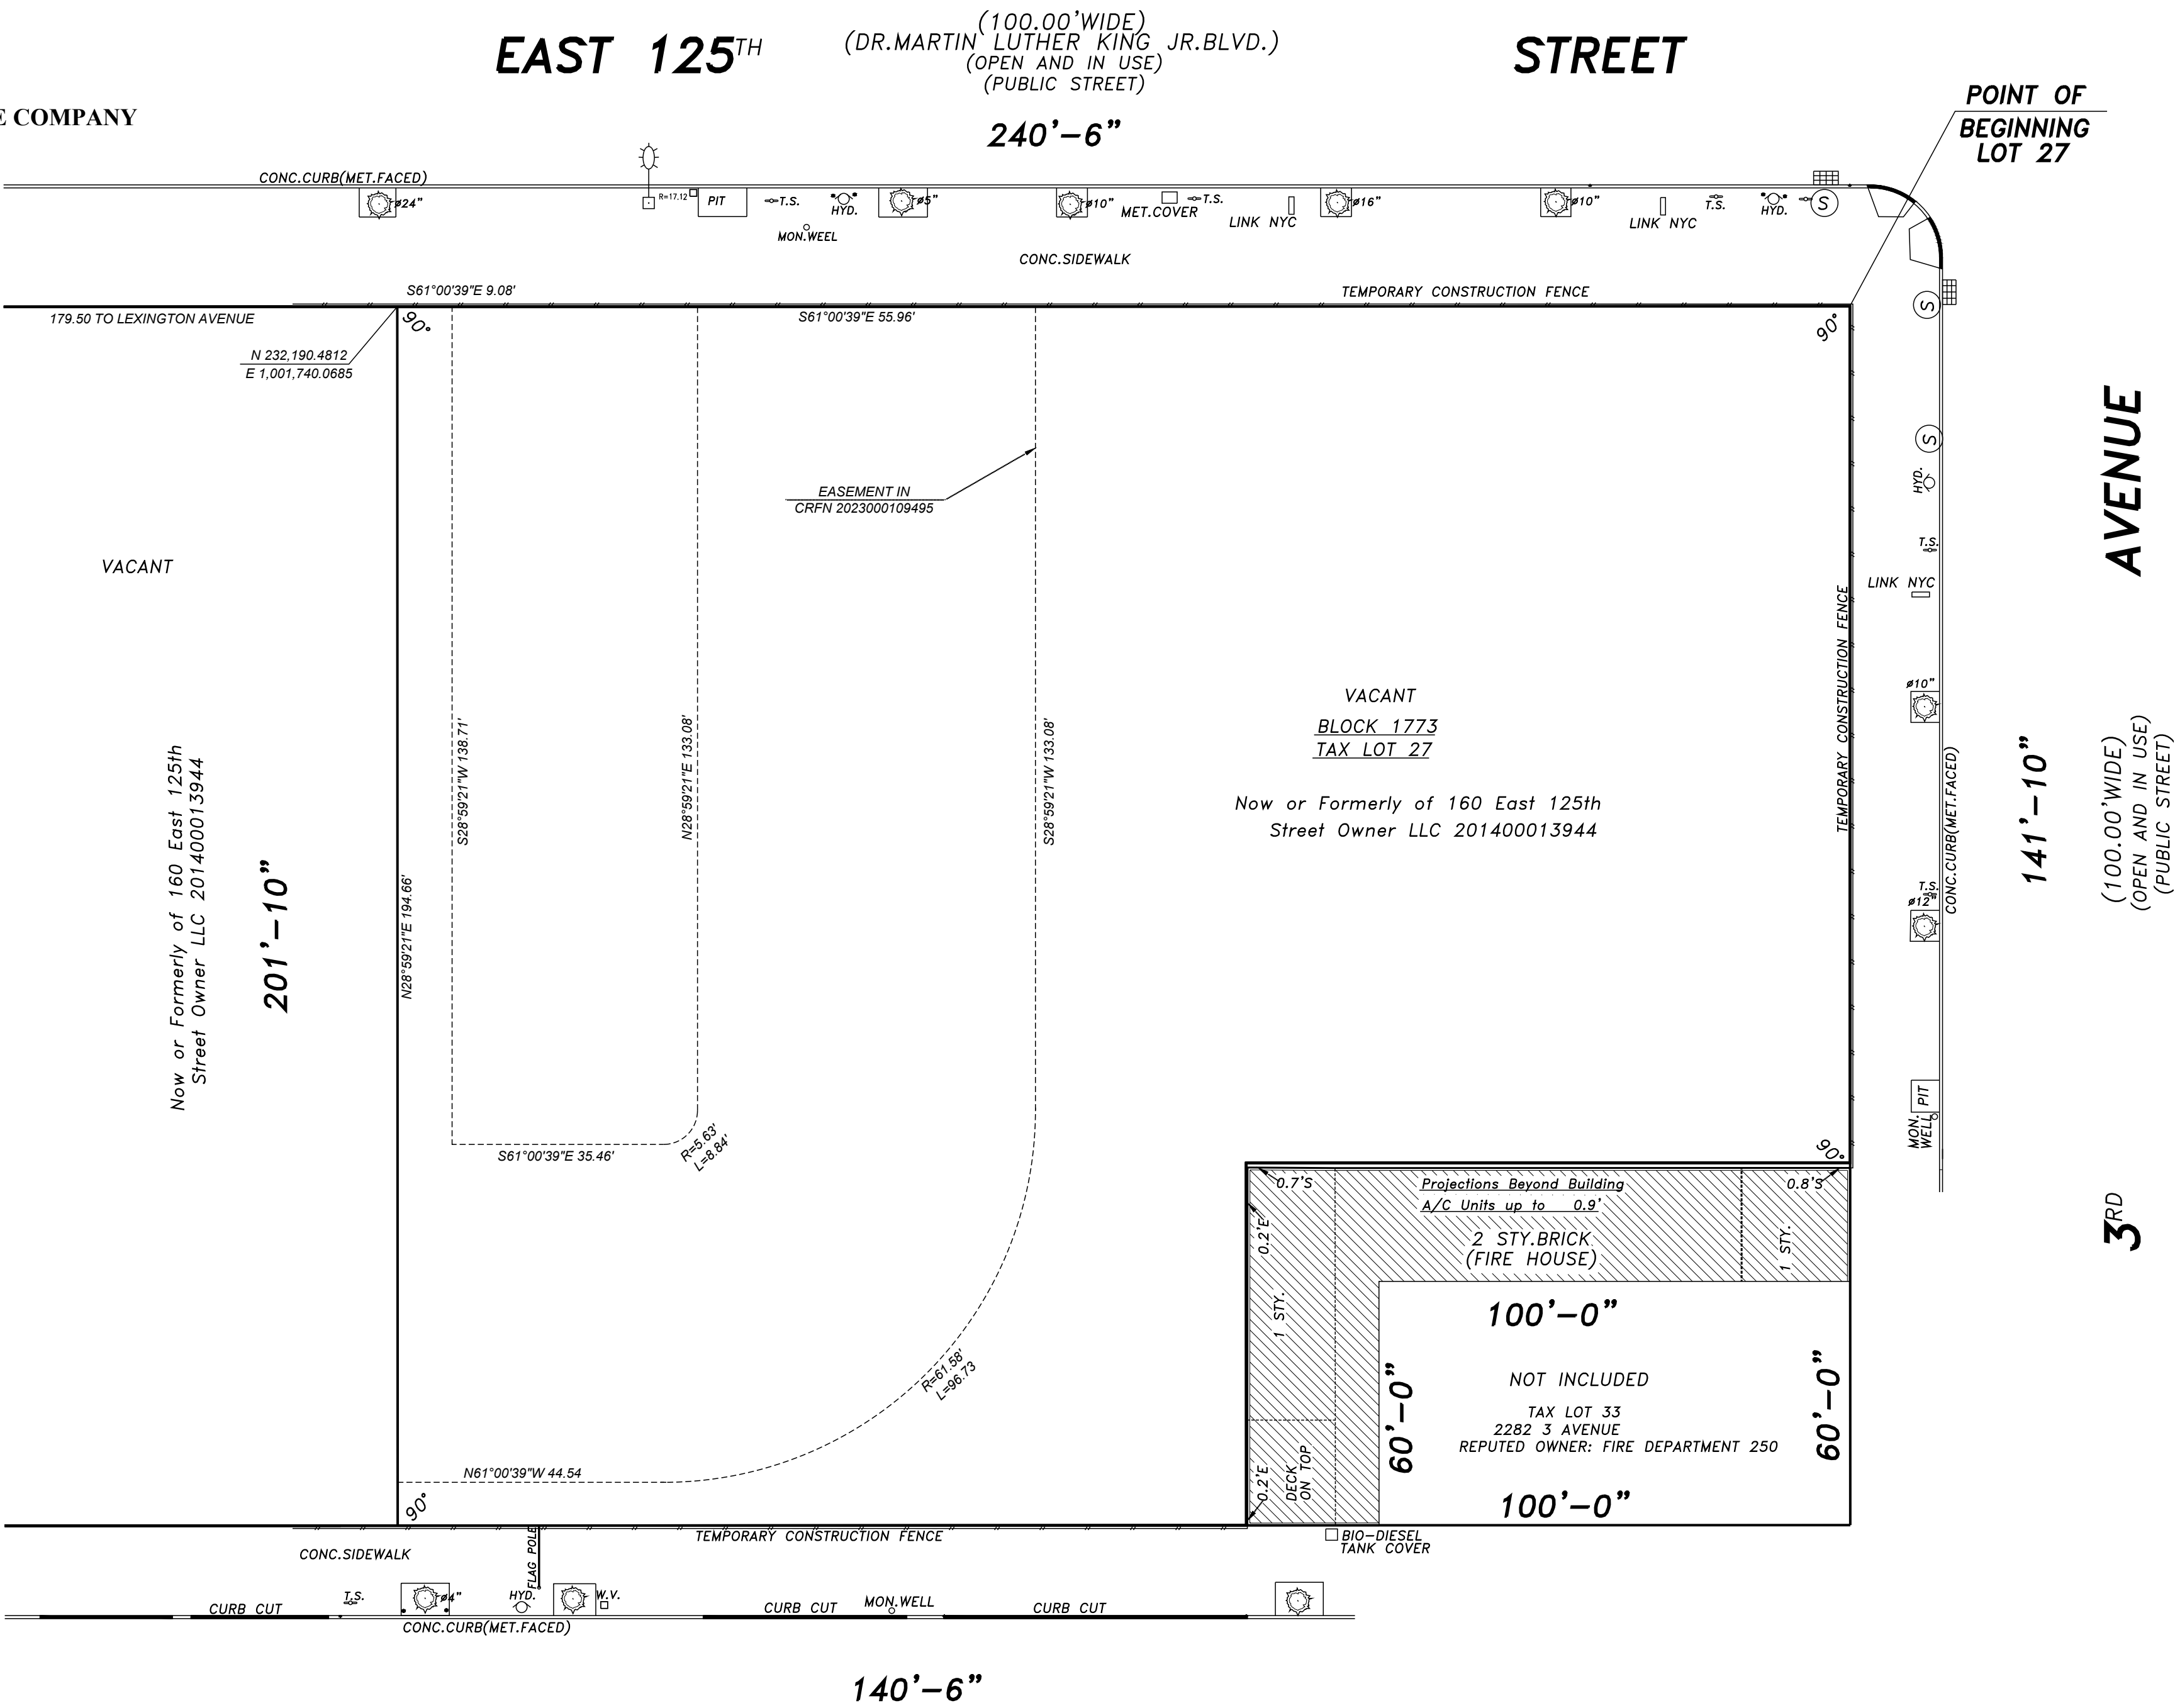 EAST 125TH
(100.00'WIDE)
(DR.MARTIN LUTHER KING JR.BLVD.)
(OPEN AND IN USE)
(PUBLIC STREET)
STREET
E COMPANY
240'-6"
POINT OF
BEGINNING
LOT 27
CONC.CURB(MET.FACED)
ø24"
R=17.12
PIT
T.S.
HYD.
MON.WEEL
ø5"
ø10"
MET.COVER
T.S.
LINK NYC
ø16"
ø10"
LINK NYC
T.S.
HYD.
S
CONC.SIDEWALK
S61°00'39"E 9.08'
TEMPORARY CONSTRUCTION FENCE
179.50 TO LEXINGTON AVENUE
90°
S61°00'39"E 55.96'
90°
N 232,190.4812
E 1,001,740.0685
S
S
HYD.
T.S.
LINK NYC
AVENUE
EASEMENT IN
CRFN 2023000109495
VACANT
VACANT
BLOCK 1773
TAX LOT 27
Now or Formerly of 160 East 125th
Street Owner LLC 201400013944
S28°59'21"W 138.71'
N28°59'21"E 133.08'
S28°59'21"W 133.08'
TEMPORARY CONSTRUCTION FENCE
ø10"
CONC.CURB(MET.FACED)
141'-10"
(100.00'WIDE)
(OPEN AND IN USE)
(PUBLIC STREET)
Now or Formerly of 160 East 125th
Street Owner LLC 201400013944
201'-10"
N28°59'21"E 194.66'
T.S.
ø12"
PIT
MON.
WELL
90°
S61°00'39"E 35.46'
R=5.63'
L=8.84'
0.7'S
Projections Beyond Building
A/C Units up to 0.9'
0.8'S
2 STY.BRICK
(FIRE HOUSE)
0.2'E
1 STY.
1 STY.
3RD
100'-0"
NOT INCLUDED
TAX LOT 33
2282 3 AVENUE
REPUTED OWNER: FIRE DEPARTMENT 250
60'-0"
60'-0"
100'-0"
R=61.58'
L=96.73
N61°00'39"W 44.54
90°
0.2'E
DECK
ON TOP
TEMPORARY CONSTRUCTION FENCE
BIO-DIESEL
TANK COVER
CONC.SIDEWALK
FLAG POLE
T.S.
ø4"
HYD.
W.V.
CURB CUT
CURB CUT
MON.WELL
CURB CUT
CONC.CURB(MET.FACED)
140'-6"